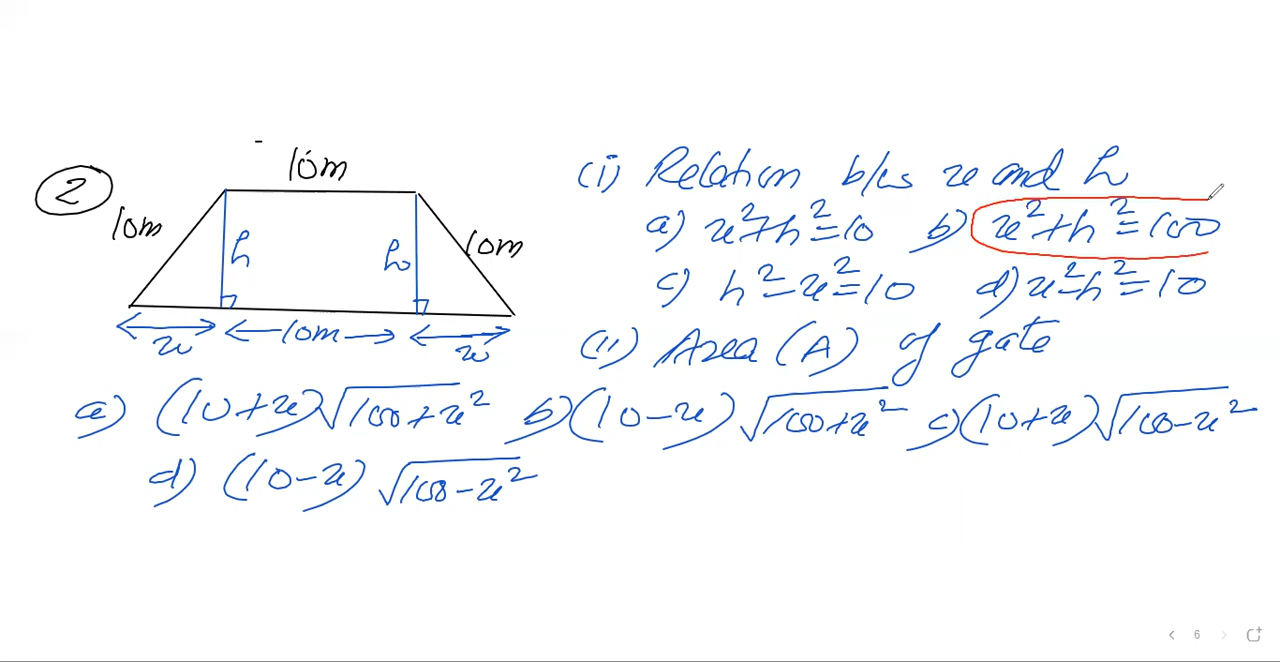 2
10m
10m
10m
h
h
x
10m
x
(i) Relation b/w x and h
a) x²+h²=10 b) x²+h²=100
c) h²-x²=10 d) x²-h²=10
(ii) Area (A) of gate
a) (10+x)√100+x² b) (10-x)√100+x² c) (10+x)√100-x²
d) (10-x)√100-x²
6